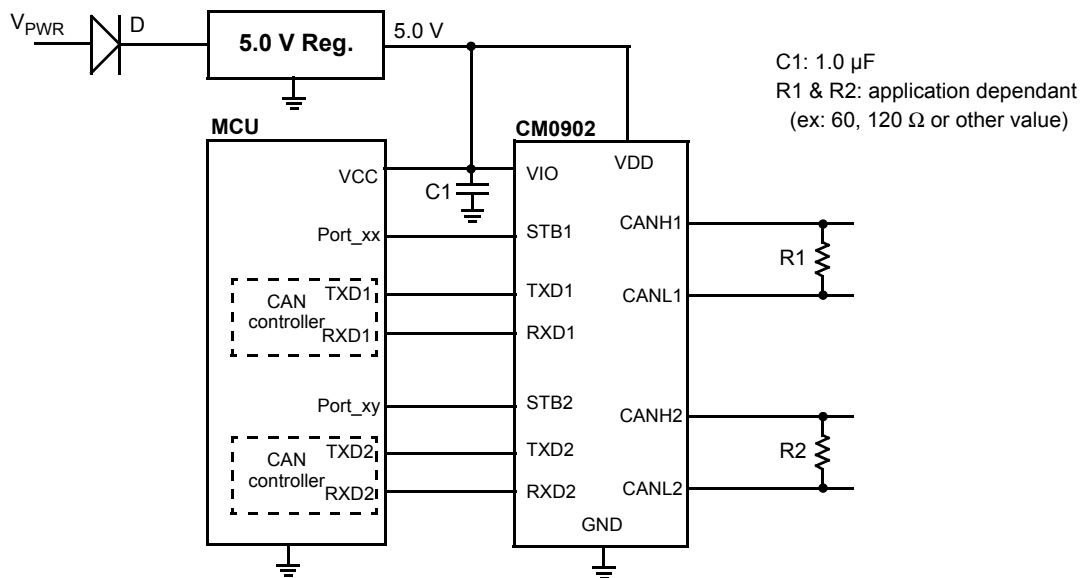 V_PWR
D
5.0 V Reg.
5.0 V
C1: 1.0 µF
R1 & R2: application dependant
(ex: 60, 120 Ω or other value)
MCU
CM0902
VCC
C1
VIO
VDD
Port_xx
STB1
CANH1
R1
CAN
controller
TXD1
TXD1
CANL1
RXD1
RXD1
Port_xy
STB2
CANH2
CAN
controller
TXD2
TXD2
R2
RXD2
RXD2
CANL2
GND